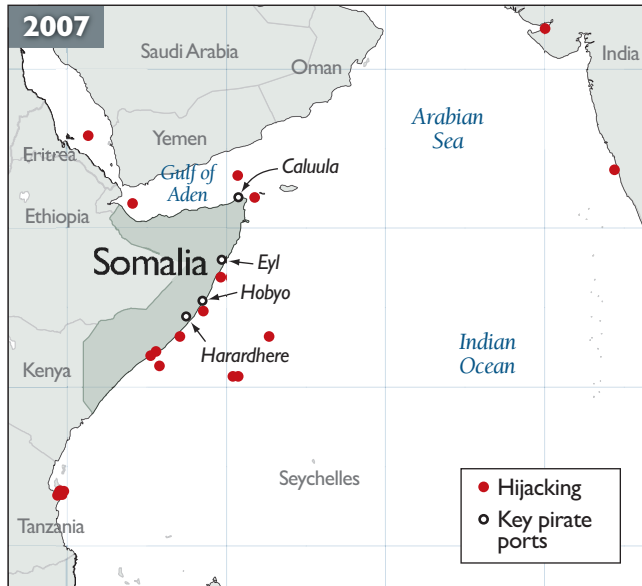 2007
Saudi Arabia
Oman
India
Arabian
Sea
Yemen
Eritrea
Gulf of
Aden
Caluula
Ethiopia
Somalia
Eyl
Hobyo
Harardhere
Indian
Ocean
Kenya
Seychelles
Tanzania
Hijacking
Key pirate
ports